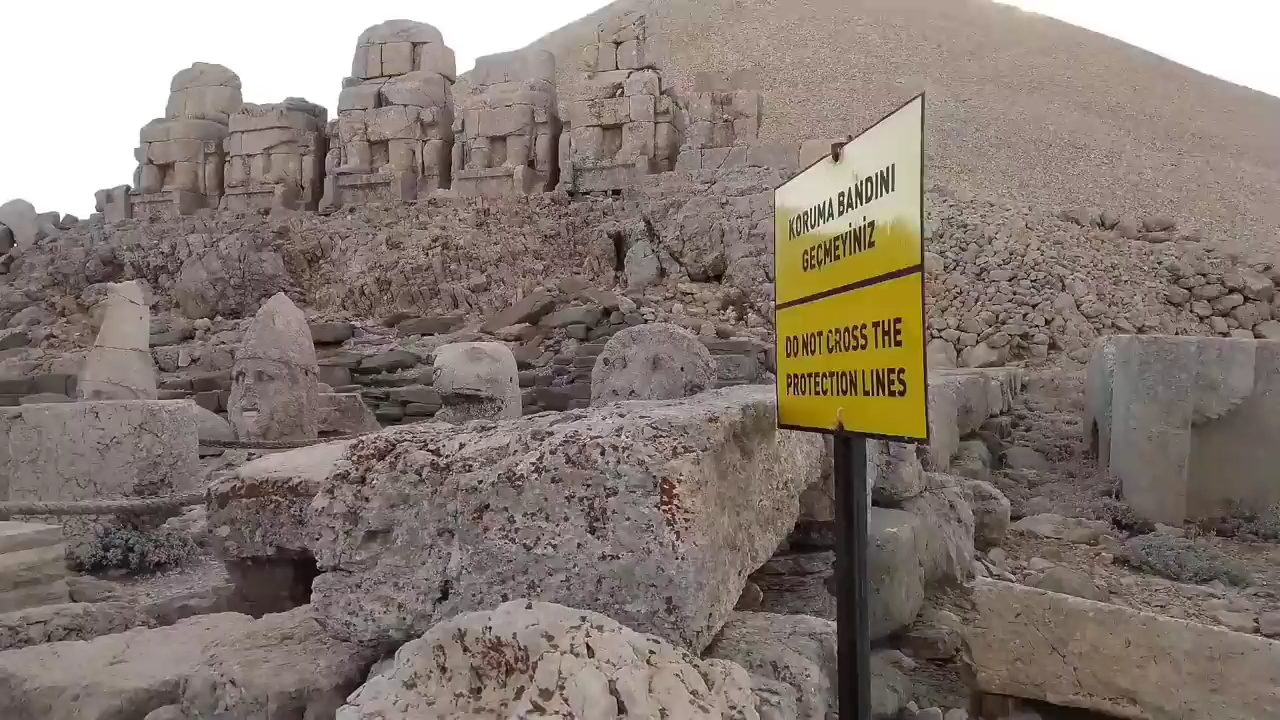 KORUMA BANDINI
GEÇMEYİNİZ
DO NOT CROSS THE
PROTECTION LINES